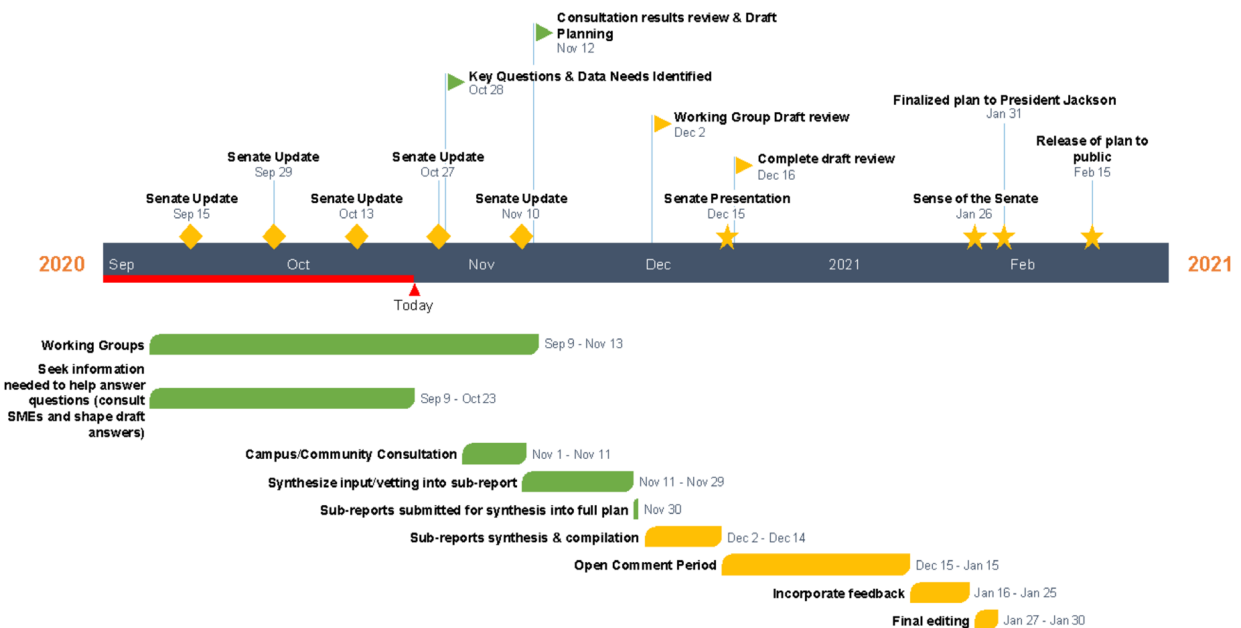 Consultation results review & Draft
Planning
Nov 12
Key Questions & Data Needs Identified
Oct 28
Finalized plan to President Jackson
Jan 31
Working Group Draft review
Dec 2
Release of plan to
public
Feb 15
Senate Update
Sep 29
Senate Update
Oct 27
Complete draft review
Dec 16
Senate Update
Sep 15
Senate Update
Oct 13
Senate Update
Nov 10
Senate Presentation
Dec 15
Sense of the Senate
Jan 26
2020
Sep
Oct
Nov
Dec
2021
Feb
2021
Today
Working Groups
Sep 9 - Nov 13
Seek information
needed to help answer
questions (consult
SMEs and shape draft
answers)
Sep 9 - Oct 23
Campus/Community Consultation
Nov 1 - Nov 11
Synthesize input/vetting into sub-report
Nov 11 - Nov 29
Sub-reports submitted for synthesis into full plan
Nov 30
Sub-reports synthesis & compilation
Dec 2 - Dec 14
Open Comment Period
Dec 15 - Jan 15
Incorporate feedback
Jan 16 - Jan 25
Final editing
Jan 27 - Jan 30